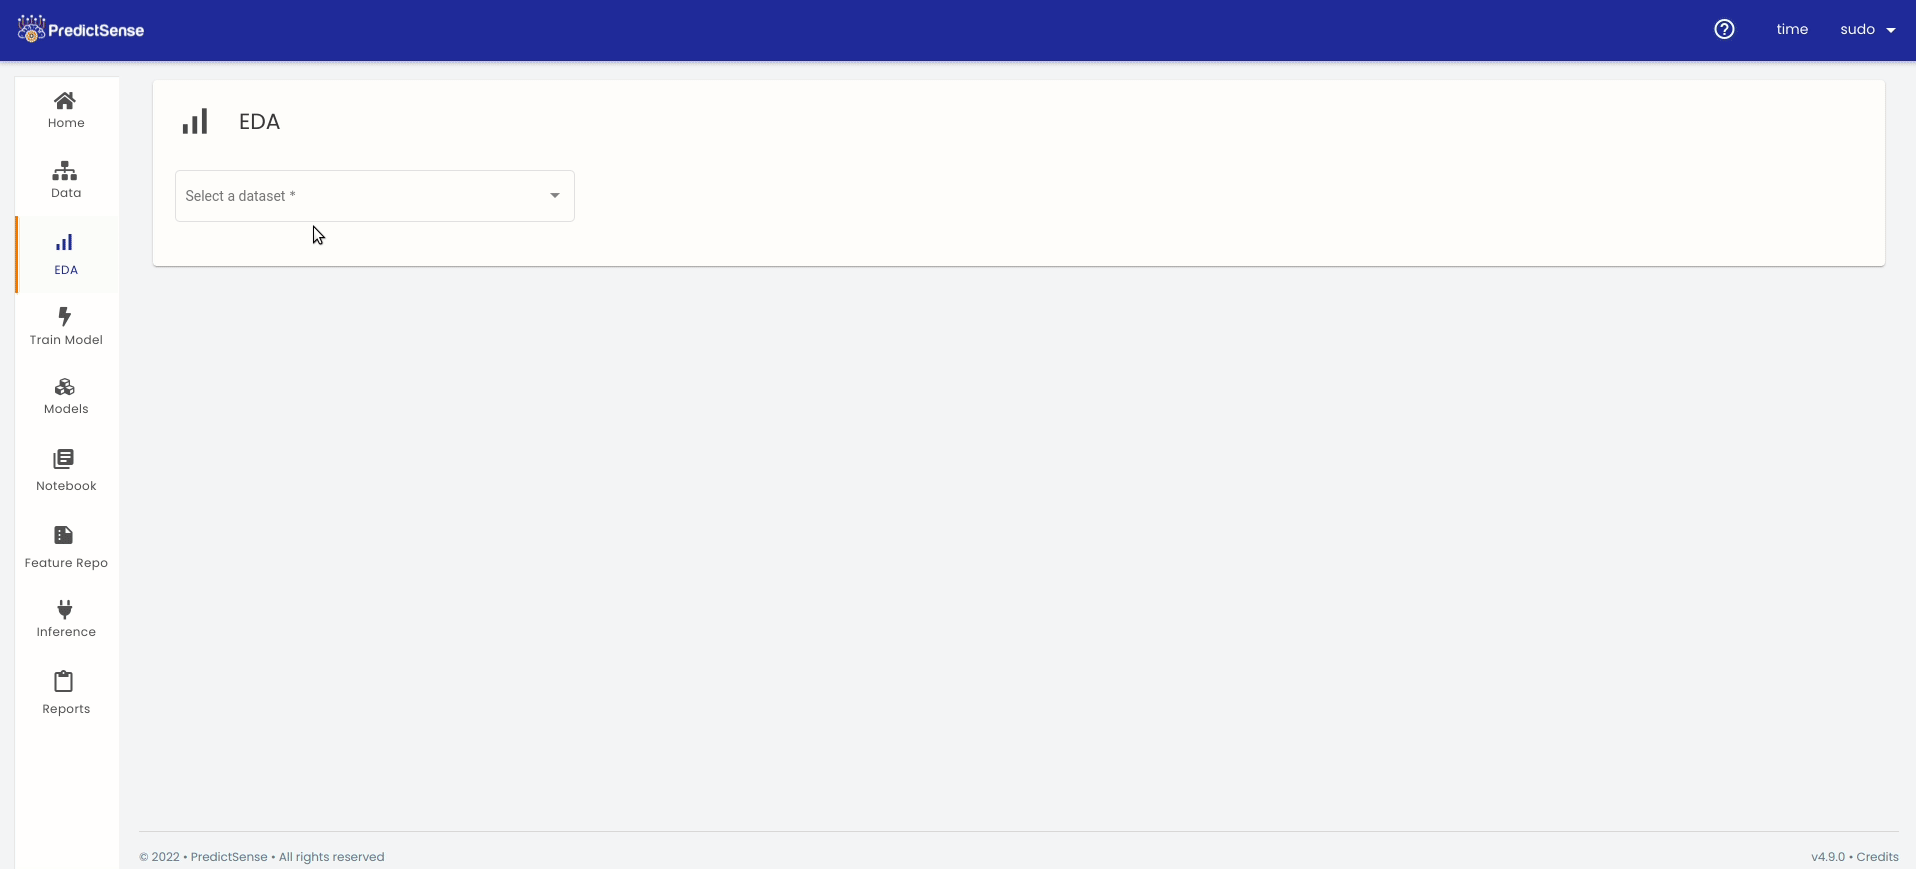 PredictSense
time
sudo
Home
Data
EDA
Train Model
Models
Notebook
Feature Repo
Inference
Reports
EDA
Select a dataset *
© 2022 • PredictSense • All rights reserved
v4.9.0 • Credits